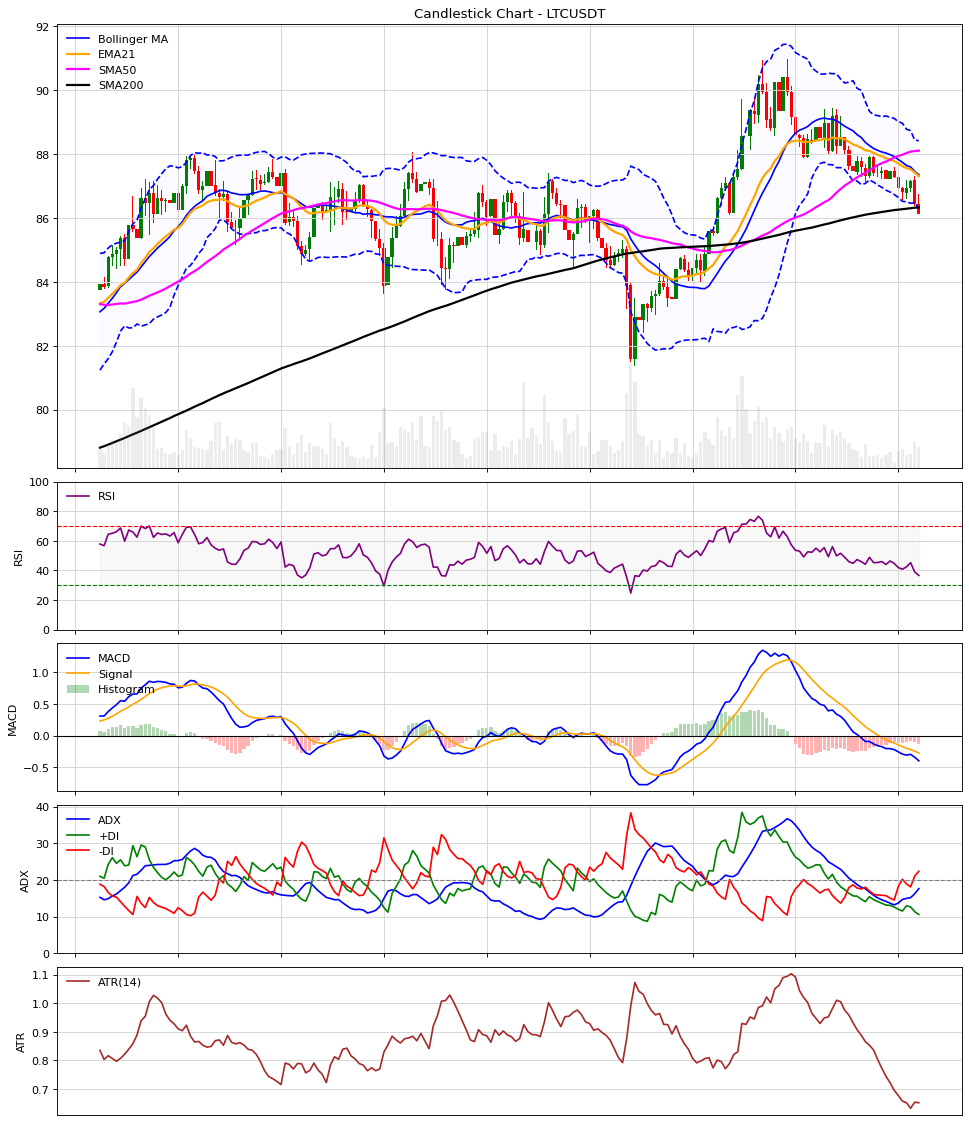 Candlestick Chart - LTCUSDT
92
90
88
86
84
82
80
Bollinger MA
EMA21
SMA50
SMA200
100
80
60
40
20
0
RSI
RSI
1.0
0.5
0.0
−0.5
MACD
MACD
Signal
Histogram
40
30
20
10
0
ADX
ADX
+DI
-DI
1.1
1.0
0.9
0.8
0.7
ATR
ATR(14)